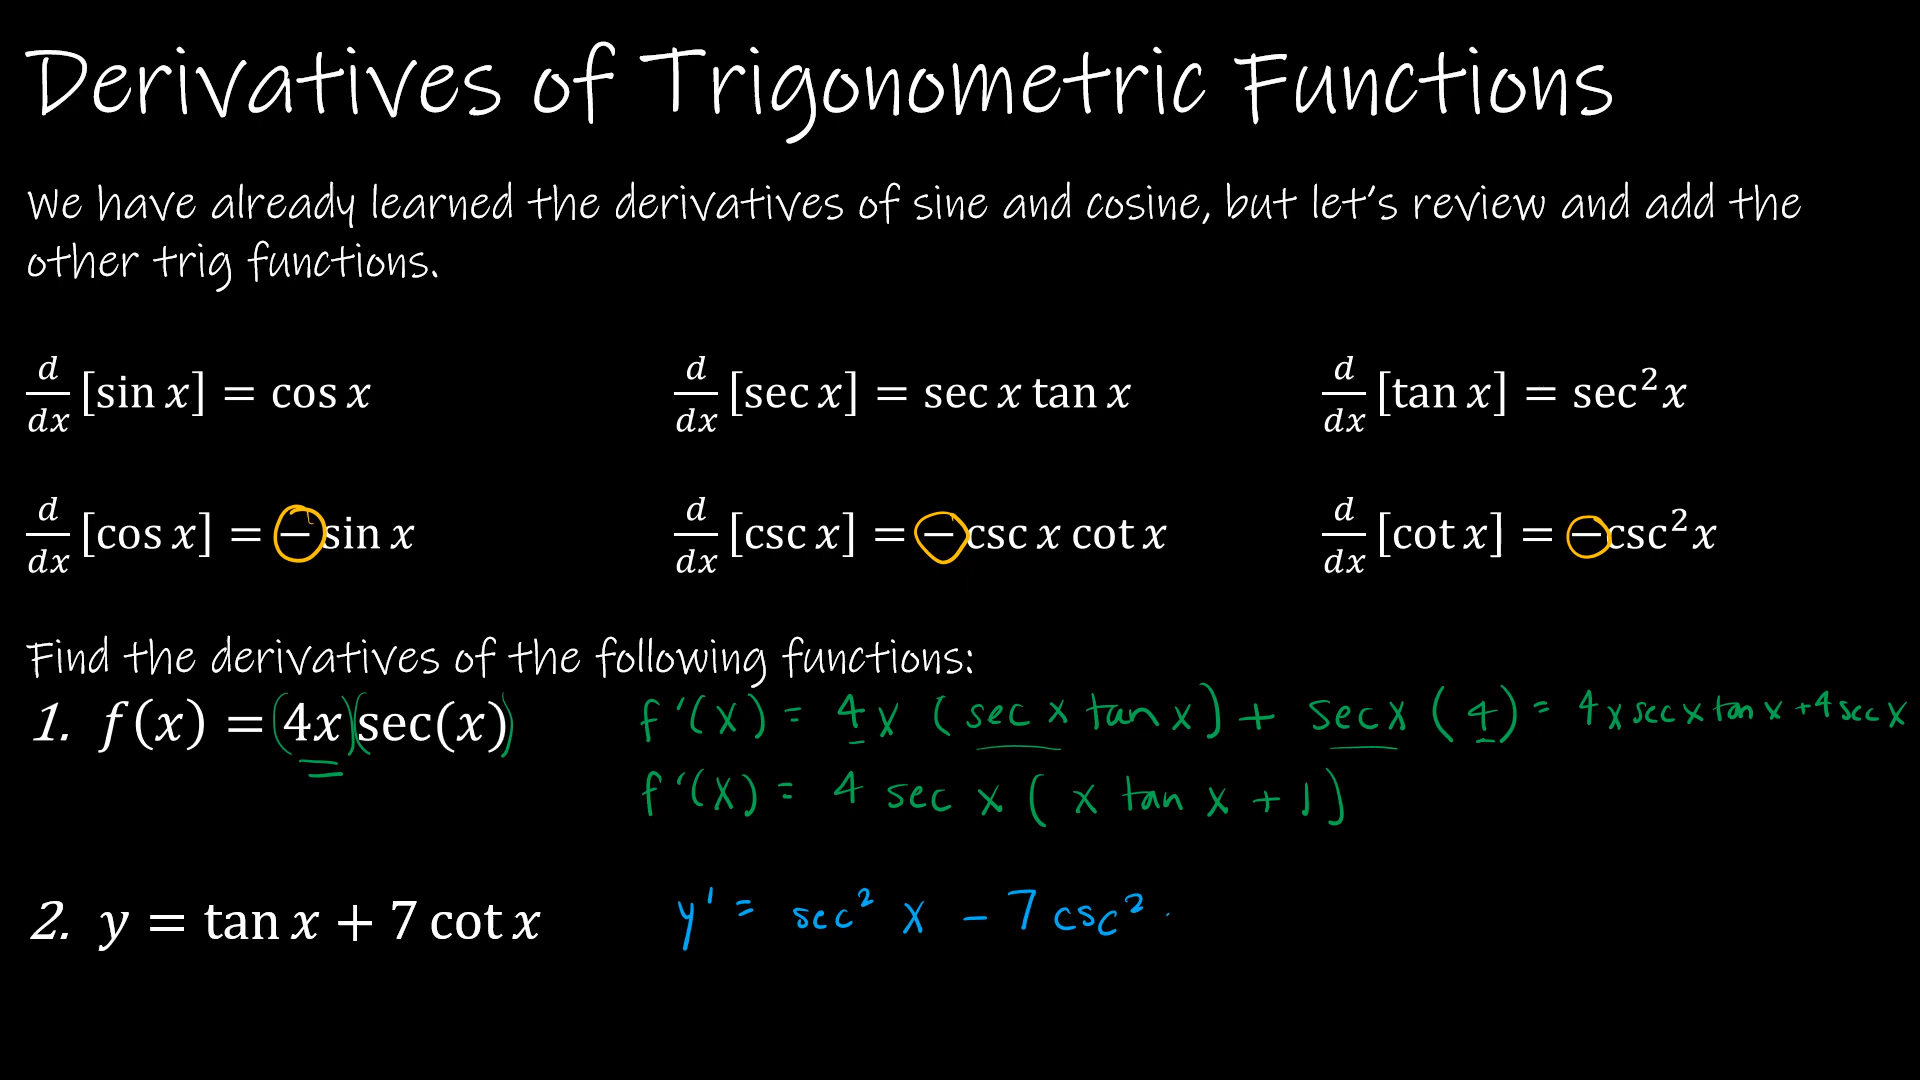 Derivatives of Trigonometric Functions
We have already learned the derivatives of sine and cosine, but let's review and add the
other trig functions.
d/dx [sin x] = cos x    d/dx [sec x] = sec x tan x    d/dx [tan x] = sec² x
d/dx [cos x] = − sin x    d/dx [csc x] = − csc x cot x    d/dx [cot x] = − csc² x
Find the derivatives of the following functions:
1. f(x) = (4x)(sec(x))    f'(x) = 4x (sec x tan x) + sec x (4) = 4x sec x tan x + 4 sec x
f'(x) = 4 sec x (x tan x + 1)
2. y = tan x + 7 cot x    y' = sec² x − 7 csc²